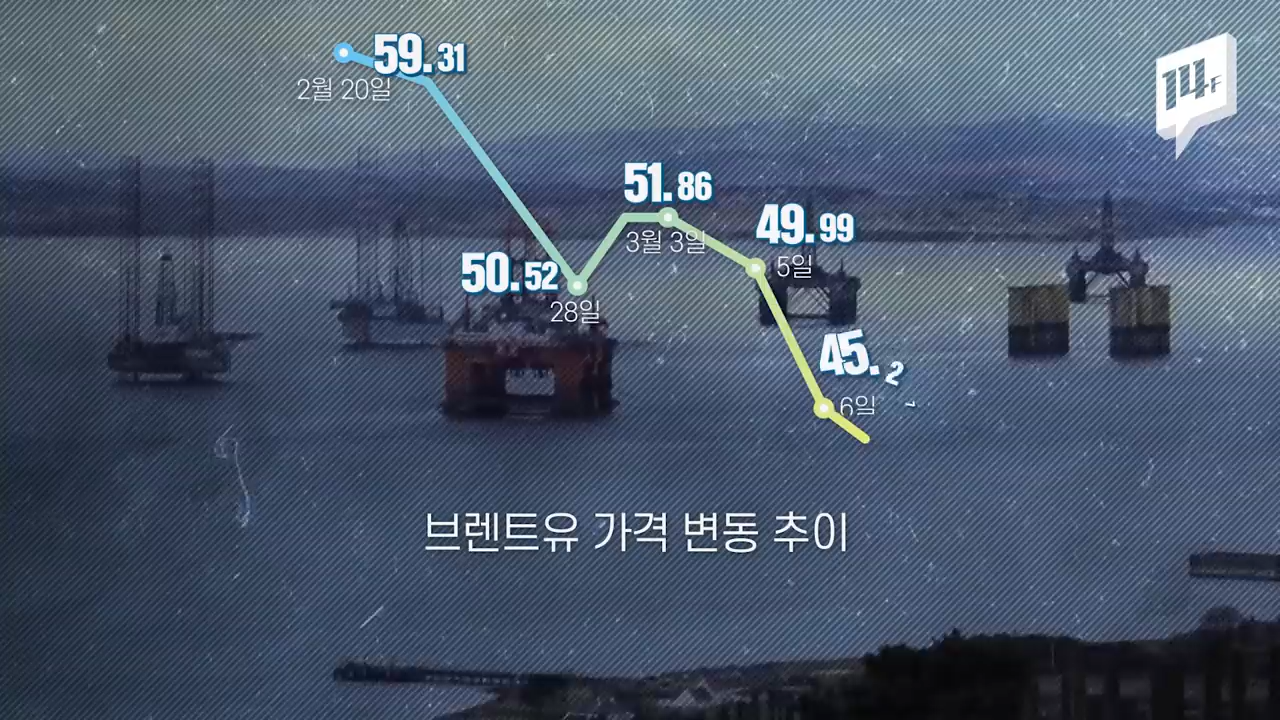 14F
59.31
2월 20일
51.86
3월 3일
49.99
5일
50.52
28일
45.2
6일
브렌트유 가격 변동 추이